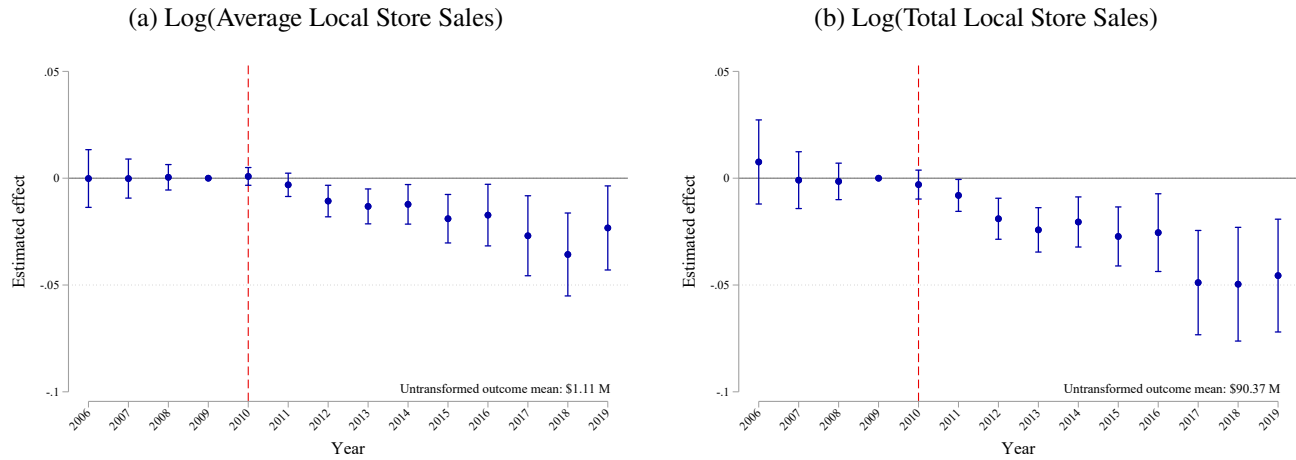 (a) Log(Average Local Store Sales)
.05
0
-.05
-.1
Estimated effect
Untransformed outcome mean: $1.11 M
2006 2007 2008 2009 2010 2011 2012 2013 2014 2015 2016 2017 2018 2019
Year
(b) Log(Total Local Store Sales)
.05
0
-.05
-.1
Estimated effect
Untransformed outcome mean: $90.37 M
2006 2007 2008 2009 2010 2011 2012 2013 2014 2015 2016 2017 2018 2019
Year